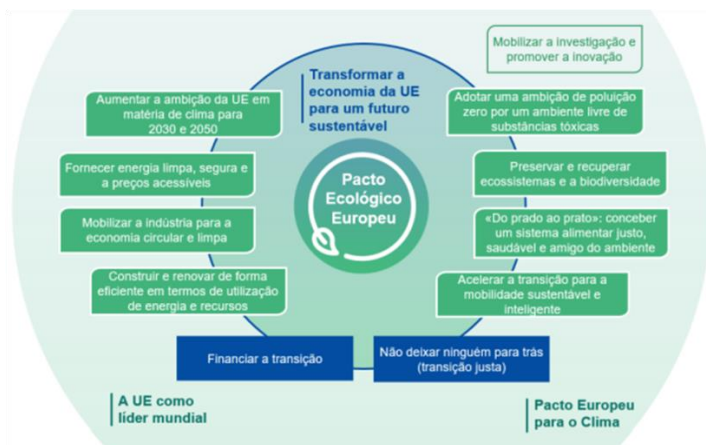 Mobilizar a investigação e
promover a inovação
Transformar a
economia da UE
para um futuro
sustentável
Aumentar a ambição da UE em
matéria de clima para
2030 e 2050
Adotar uma ambição de poluição
zero por um ambiente livre de
substâncias tóxicas
Fornecer energia limpa, segura e
a preços acessíveis
Preservar e recuperar
ecossistemas e a biodiversidade
Pacto
Ecológico
Europeu
Mobilizar a indústria para a
economia circular e limpa
«Do prado ao prato»: conceber
um sistema alimentar justo,
saudável e amigo do ambiente
Construir e renovar de forma
eficiente em termos de utilização
de energia e recursos
Acelerar a transição para a
mobilidade sustentável e
inteligente
Financiar a transição
Não deixar ninguém para trás
(transição justa)
A UE como
líder mundial
Pacto Europeu
para o Clima